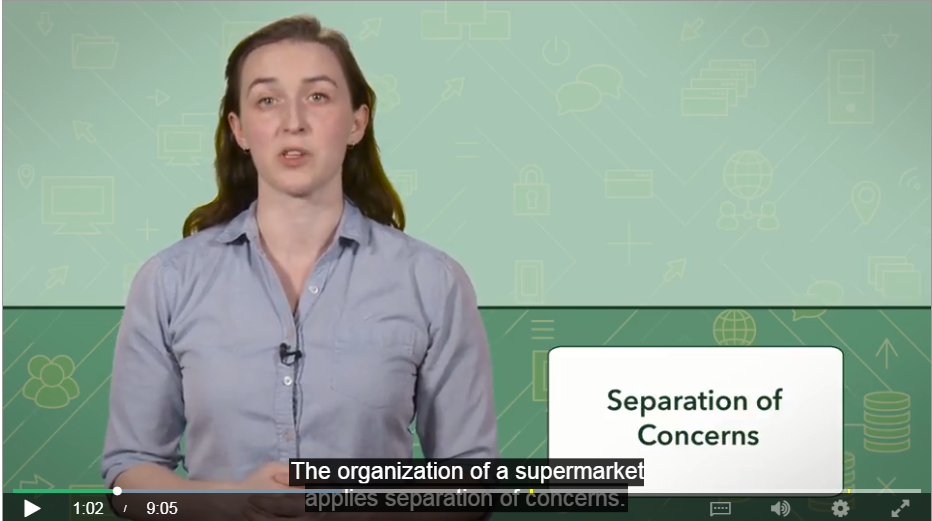 Separation of
Concerns
The organization of a supermarket
applies separation of concerns.
1:02 / 9:05